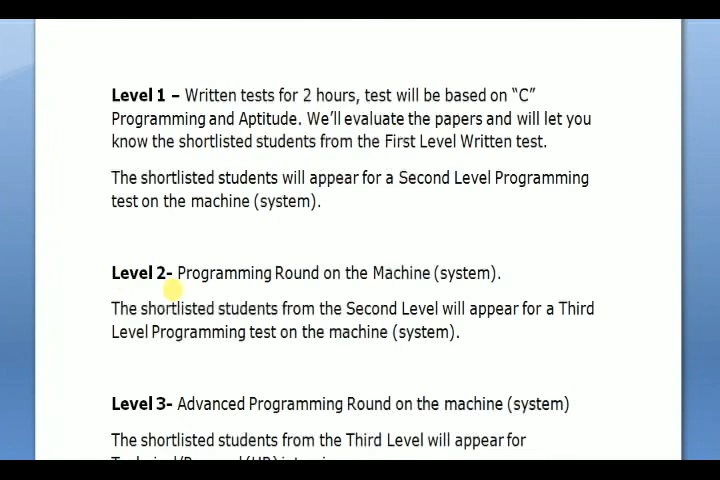 Level 1 – Written tests for 2 hours, test will be based on “C”
Programming and Aptitude. We’ll evaluate the papers and will let you
know the shortlisted students from the First Level Written test.
The shortlisted students will appear for a Second Level Programming
test on the machine (system).
Level 2- Programming Round on the Machine (system).
The shortlisted students from the Second Level will appear for a Third
Level Programming test on the machine (system).
Level 3- Advanced Programming Round on the machine (system)
The shortlisted students from the Third Level will appear for